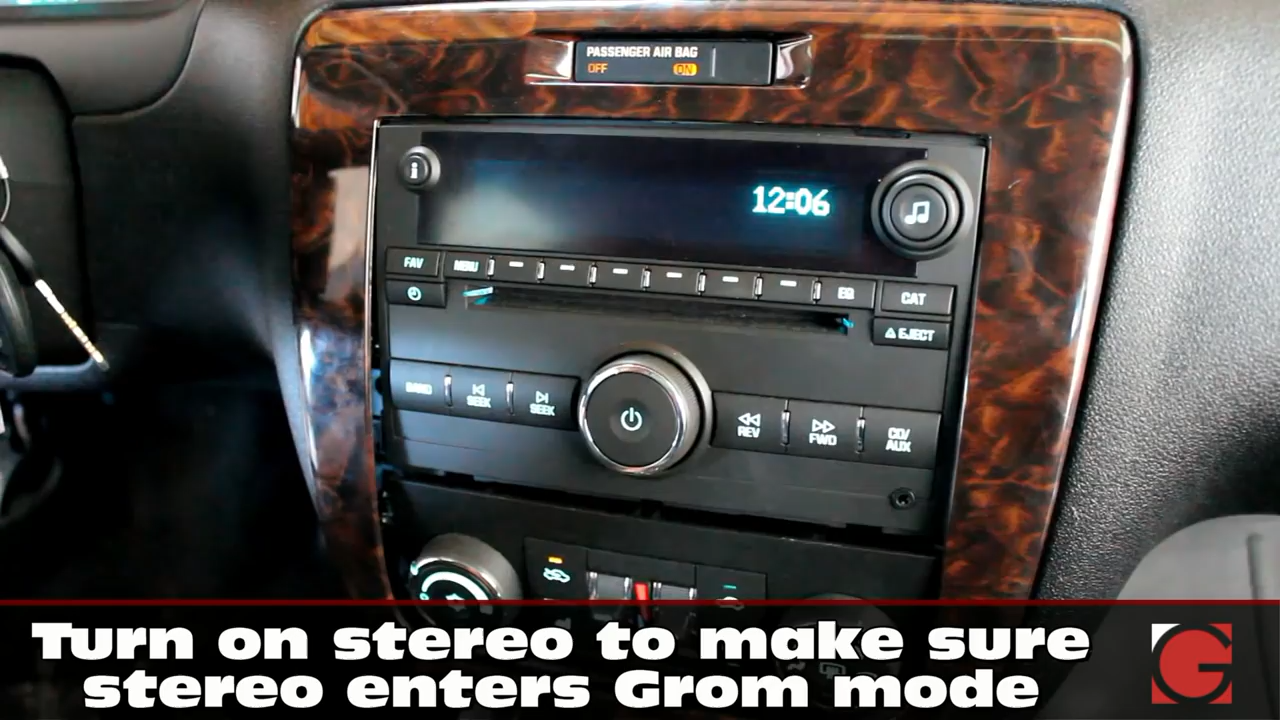 PASSENGER AIR BAG
OFF ON
12:06
FAV MENU EQ CAT
EJECT
BAND SEEK SEEK REV FWD CD/AUX
Turn on stereo to make sure
stereo enters Grom mode
G